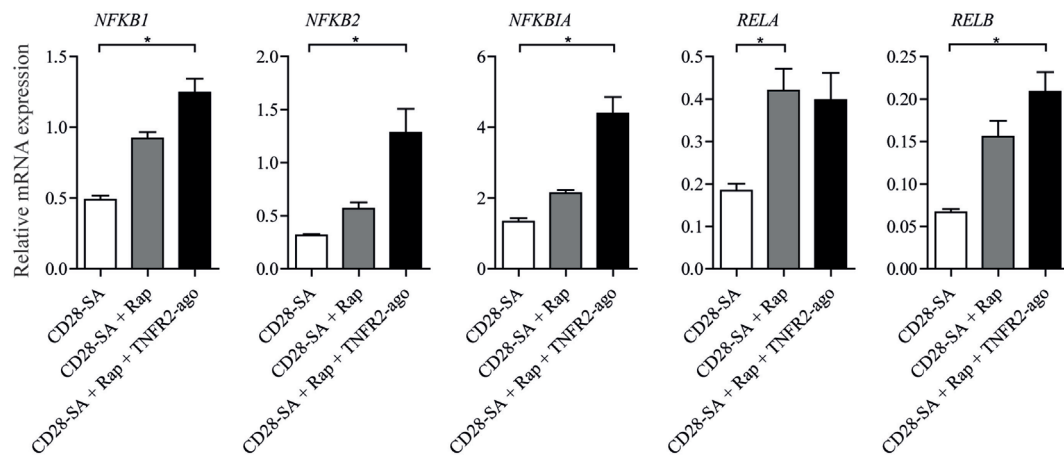 NFKB1
NFKB2
NFKBIA
RELA
RELB
Relative mRNA expression
*
*
*
*
*
1.5
1.0
0.5
0.0
CD28-SA
CD28-SA + Rap
CD28-SA + Rap + TNFR2-ago
2.0
1.5
1.0
0.5
0.0
CD28-SA
CD28-SA + Rap
CD28-SA + Rap + TNFR2-ago
6
4
2
0
CD28-SA
CD28-SA + Rap
CD28-SA + Rap + TNFR2-ago
0.5
0.4
0.3
0.2
0.1
0.0
CD28-SA
CD28-SA + Rap
CD28-SA + Rap + TNFR2-ago
0.25
0.20
0.15
0.10
0.05
0.00
CD28-SA
CD28-SA + Rap
CD28-SA + Rap + TNFR2-ago